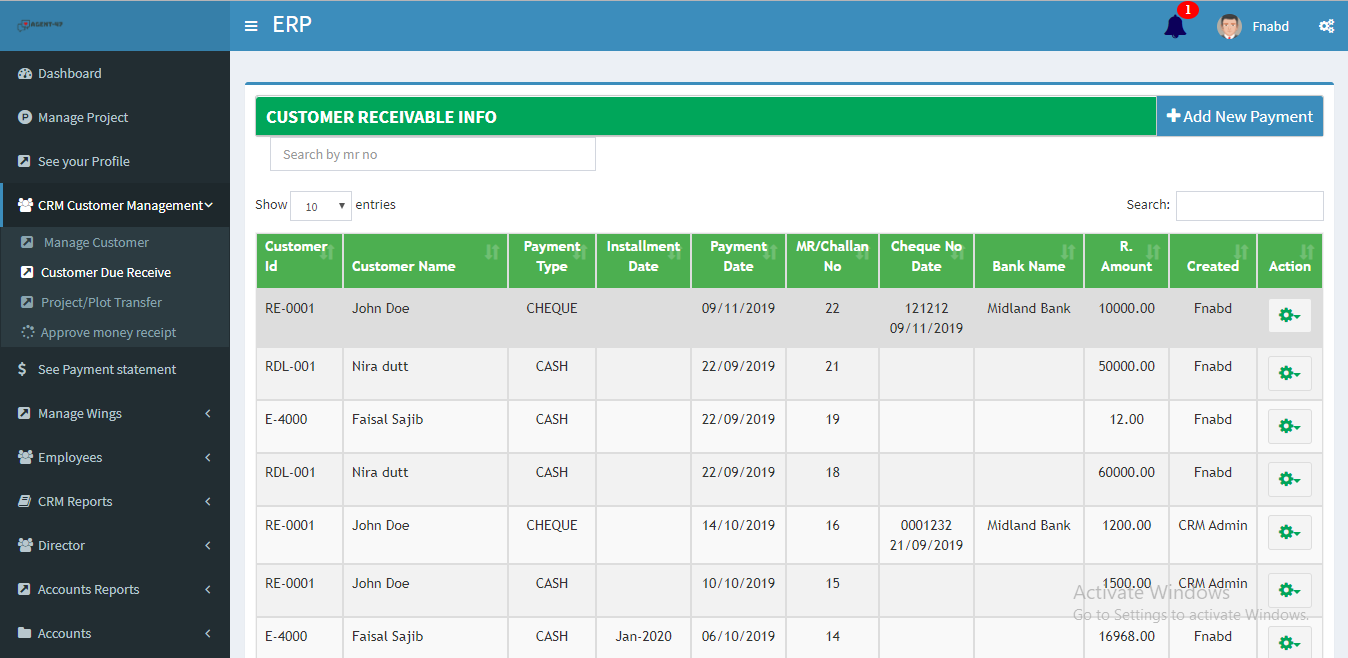 AGENT-49
ERP
1
Fnabd
Dashboard
Manage Project
See your Profile
CRM Customer Management
Manage Customer
Customer Due Receive
Project/Plot Transfer
Approve money receipt
See Payment statement
Manage Wings
Employees
CRM Reports
Director
Accounts Reports
Accounts
CUSTOMER RECEIVABLE INFO
Add New Payment
Search by mr no
Show 10 entries
Search:
Customer Id Customer Name Payment Type Installment Date Payment Date MR/Challan No Cheque No Date Bank Name R. Amount Created Action
RE-0001 John Doe CHEQUE 09/11/2019 22 121212 Midland Bank 10000.00 Fnabd
09/11/2019
RDL-001 Nira dutt CASH 22/09/2019 21 50000.00 Fnabd
E-4000 Faisal Sajib CASH 22/09/2019 19 12.00 Fnabd
RDL-001 Nira dutt CASH 22/09/2019 18 60000.00 Fnabd
RE-0001 John Doe CHEQUE 14/10/2019 16 0001232 Midland Bank 1200.00 CRM Admin
21/09/2019
RE-0001 John Doe CASH 10/10/2019 15 1500.00 CRM Admin
E-4000 Faisal Sajib CASH Jan-2020 06/10/2019 14 16968.00 Fnabd
Activate Windows
Go to Settings to activate Windows.